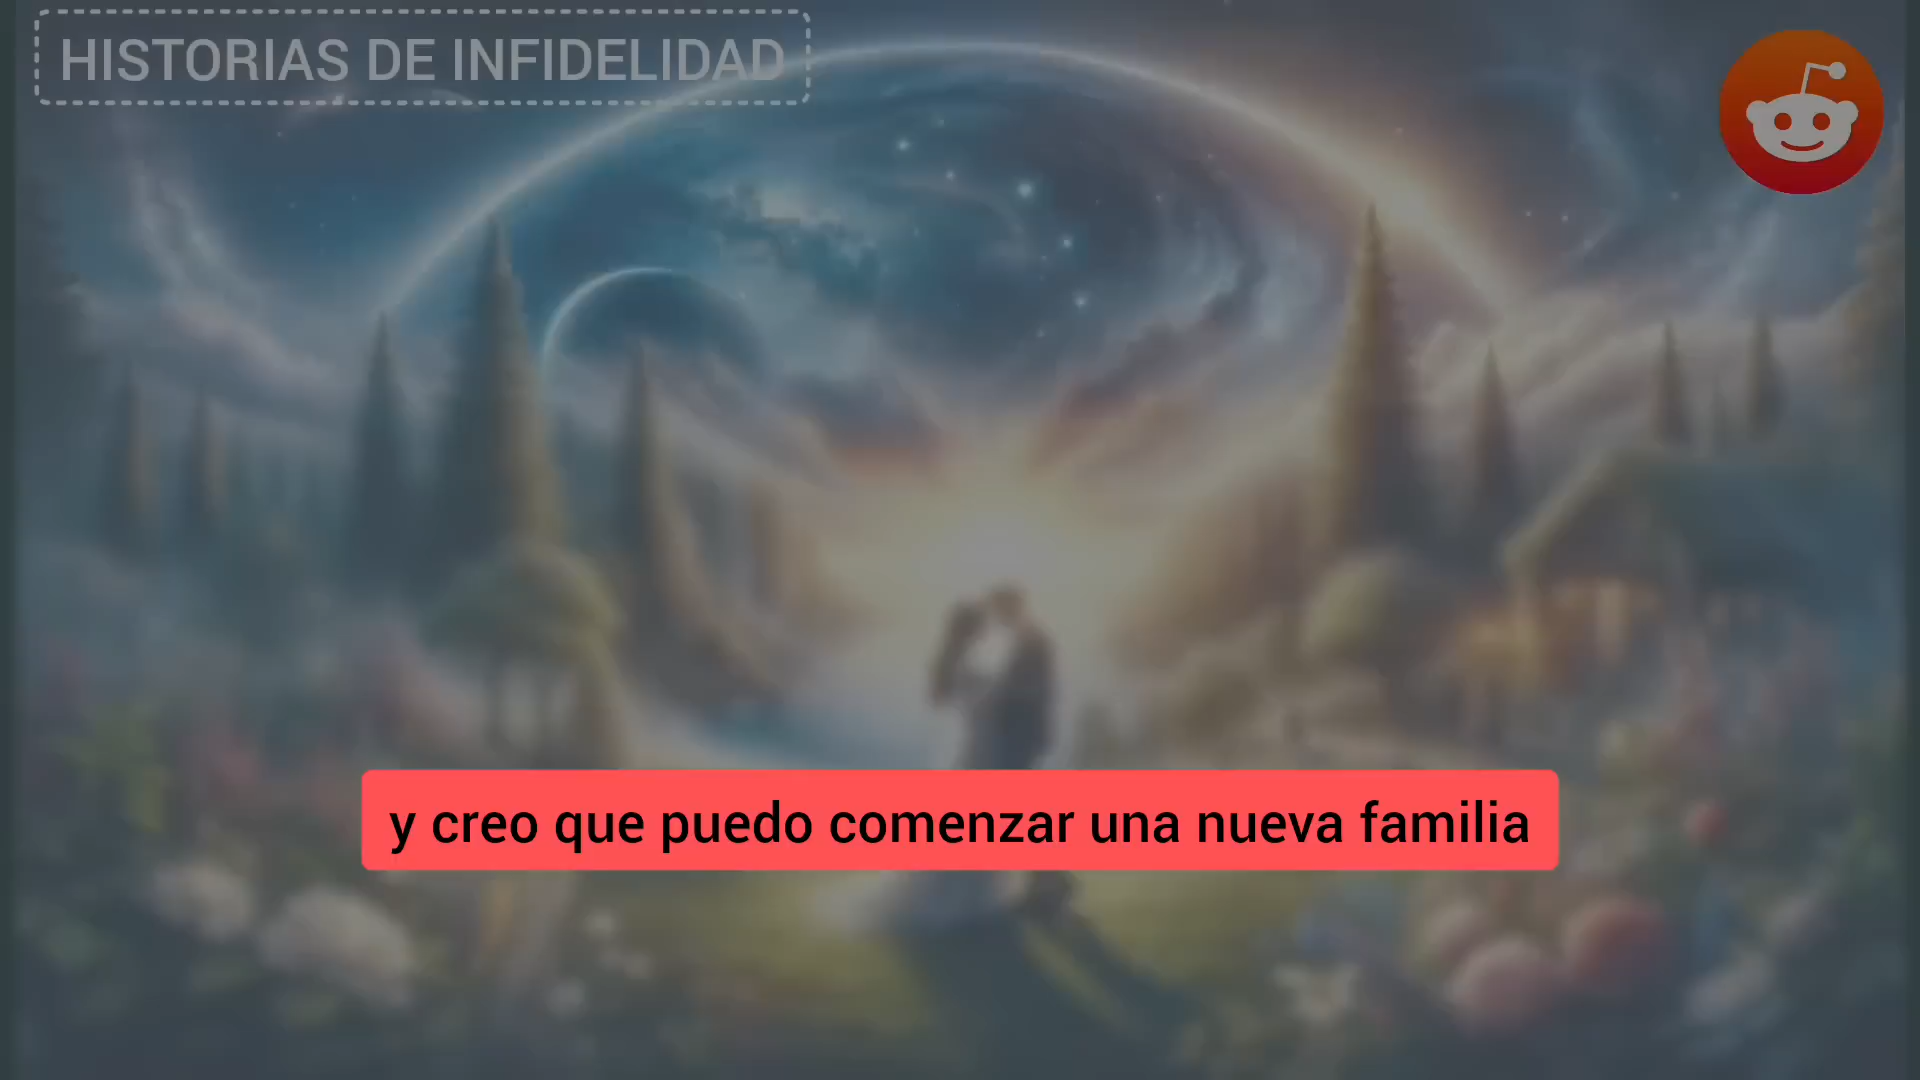 HISTORIAS DE INFIDELIDAD
y creo que puedo comenzar una nueva familia